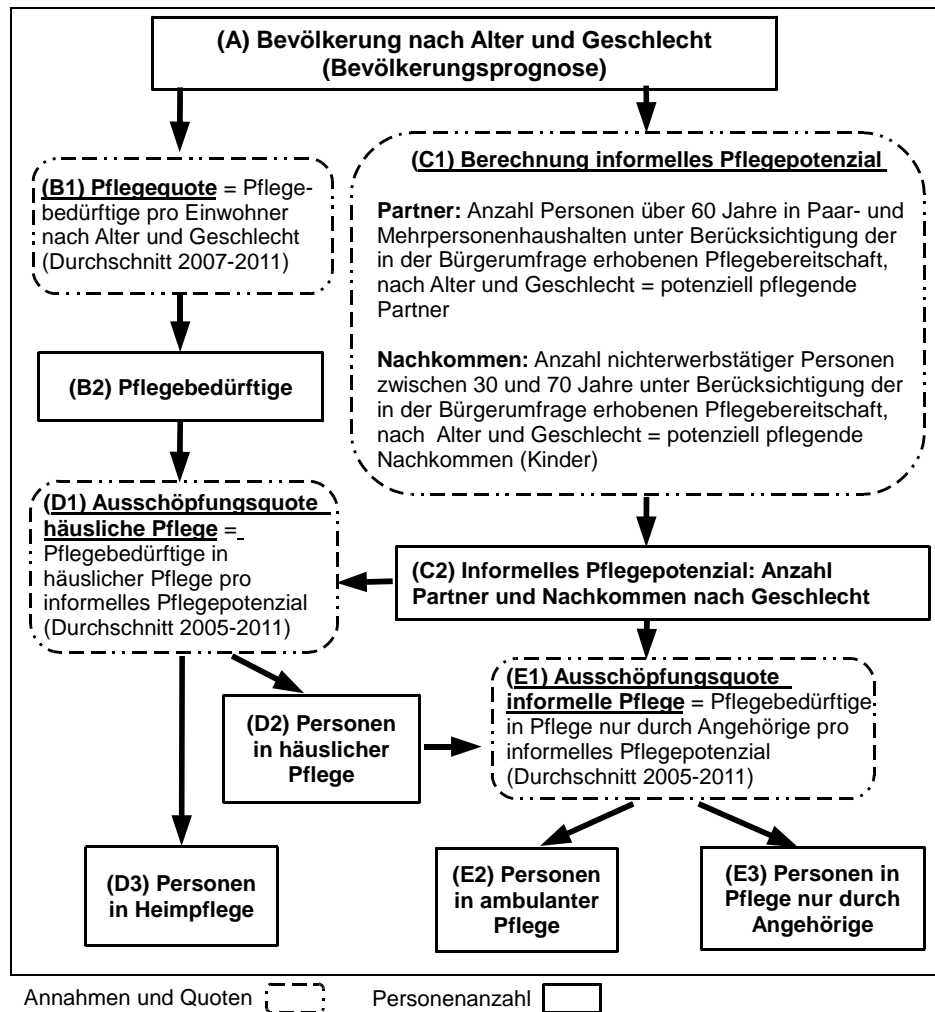 (A) Bevölkerung nach Alter und Geschlecht
(Bevölkerungsprognose)
(B1) Pflegequote = Pflege-
bedürftige pro Einwohner
nach Alter und Geschlecht
(Durchschnitt 2007-2011)
(C1) Berechnung informelles Pflegepotenzial
Partner: Anzahl Personen über 60 Jahre in Paar- und
Mehrpersonenhaushalten unter Berücksichtigung der
in der Bürgerumfrage erhobenen Pflegebereitschaft,
nach Alter und Geschlecht = potenziell pflegende
Partner
Nachkommen: Anzahl nichterwerbstätiger Personen
zwischen 30 und 70 Jahre unter Berücksichtigung der
in der Bürgerumfrage erhobenen Pflegebereitschaft,
nach Alter und Geschlecht = potenziell pflegende
Nachkommen (Kinder)
(B2) Pflegebedürftige
(D1) Ausschöpfungsquote
häusliche Pflege =
Pflegebedürftige in
häuslicher Pflege pro
informelles Pflegepotenzial
(Durchschnitt 2005-2011)
(C2) Informelles Pflegepotenzial: Anzahl
Partner und Nachkommen nach Geschlecht
(E1) Ausschöpfungsquote
informelle Pflege = Pflegebedürftige
in Pflege nur durch Angehörige pro
informelles Pflegepotenzial
(Durchschnitt 2005-2011)
(D2) Personen
in häuslicher
Pflege
(D3) Personen
in Heimpflege
(E2) Personen
in ambulanter
Pflege
(E3) Personen in
Pflege nur durch
Angehörige
Annahmen und Quoten
Personenanzahl